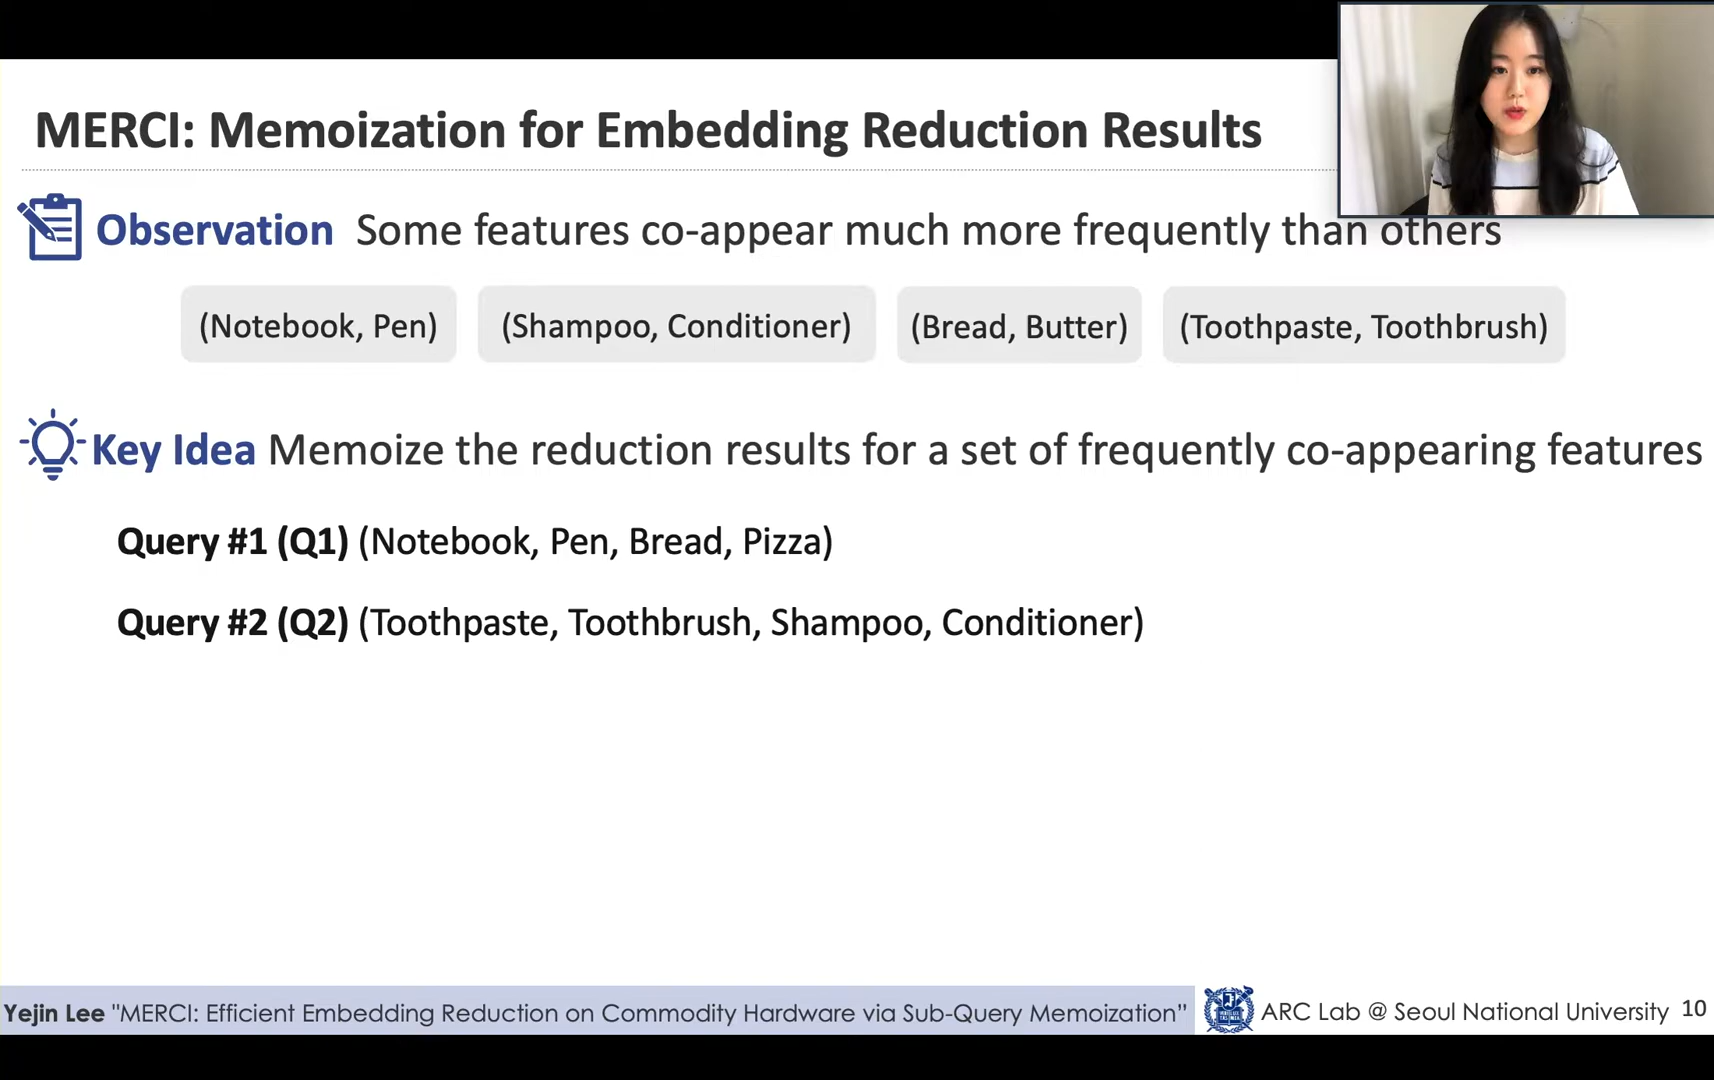 MERCI: Memoization for Embedding Reduction Results
Observation Some features co-appear much more frequently than others
(Notebook, Pen) (Shampoo, Conditioner) (Bread, Butter) (Toothpaste, Toothbrush)
Key Idea Memoize the reduction results for a set of frequently co-appearing features
Query #1 (Q1) (Notebook, Pen, Bread, Pizza)
Query #2 (Q2) (Toothpaste, Toothbrush, Shampoo, Conditioner)
Yejin Lee "MERCI: Efficient Embedding Reduction on Commodity Hardware via Sub-Query Memoization" ARC Lab @ Seoul National University 10